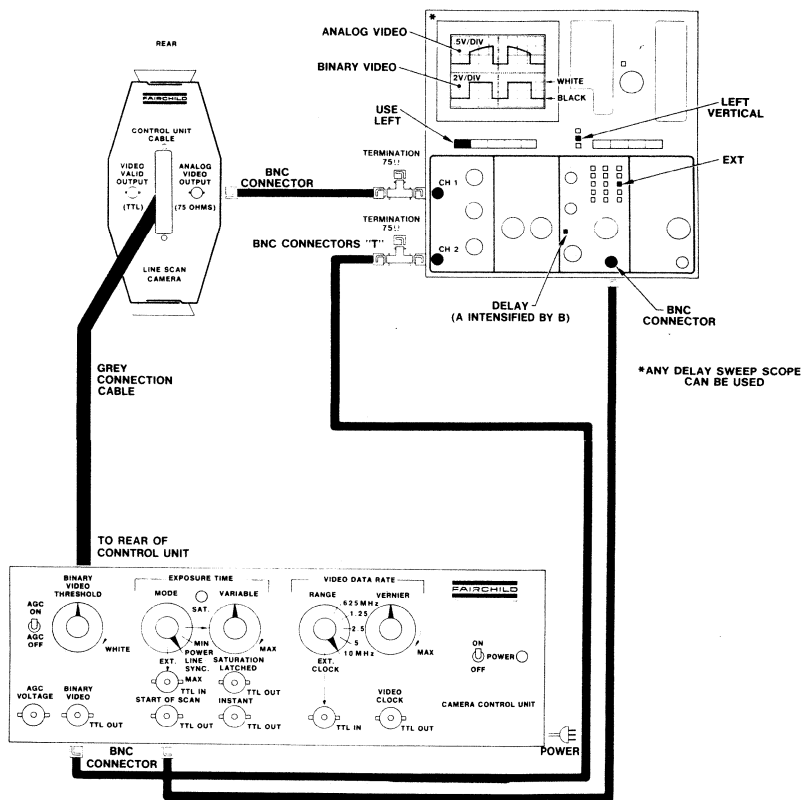 REAR
FAIRCHILD
CONTROL UNIT
CABLE
VIDEO
VALID
OUTPUT
(TTL)
ANALOG
VIDEO
OUTPUT
(75 OHMS)
LINE SCAN
CAMERA
BNC
CONNECTOR
TERMINATION
75Ω
TERMINATION
75Ω
BNC CONNECTORS "T"
*
ANALOG VIDEO
BINARY VIDEO
.5V/DIV
2V/DIV
WHITE
BLACK
USE
LEFT
LEFT
VERTICAL
EXT
CH 1
CH 2
DELAY
(A INTENSIFIED BY B)
BNC
CONNECTOR
*ANY DELAY SWEEP SCOPE
CAN BE USED
GREY
CONNECTION
CABLE
TO REAR OF
CONNTROL UNIT
BINARY
VIDEO
THRESHOLD
AGC
ON
AGC
OFF
WHITE
EXPOSURE TIME
MODE
SAT.
VARIABLE
MIN
POWER
LINE
SYNC.
MAX
EXT.
MAX
TTL IN
SATURATION
LATCHED
TTL OUT
VIDEO DATA RATE
RANGE
.625MHz
1.25
2.5
5
10MHz
VERNIER
MAX
EXT.
CLOCK
FAIRCHILD
ON
POWER
OFF
AGC
VOLTAGE
BINARY
VIDEO
TTL OUT
START OF SCAN
TTL OUT
INSTANT
TTL OUT
TTL IN
VIDEO
CLOCK
TTL OUT
CAMERA CONTROL UNIT
POWER
BNC
CONNECTOR